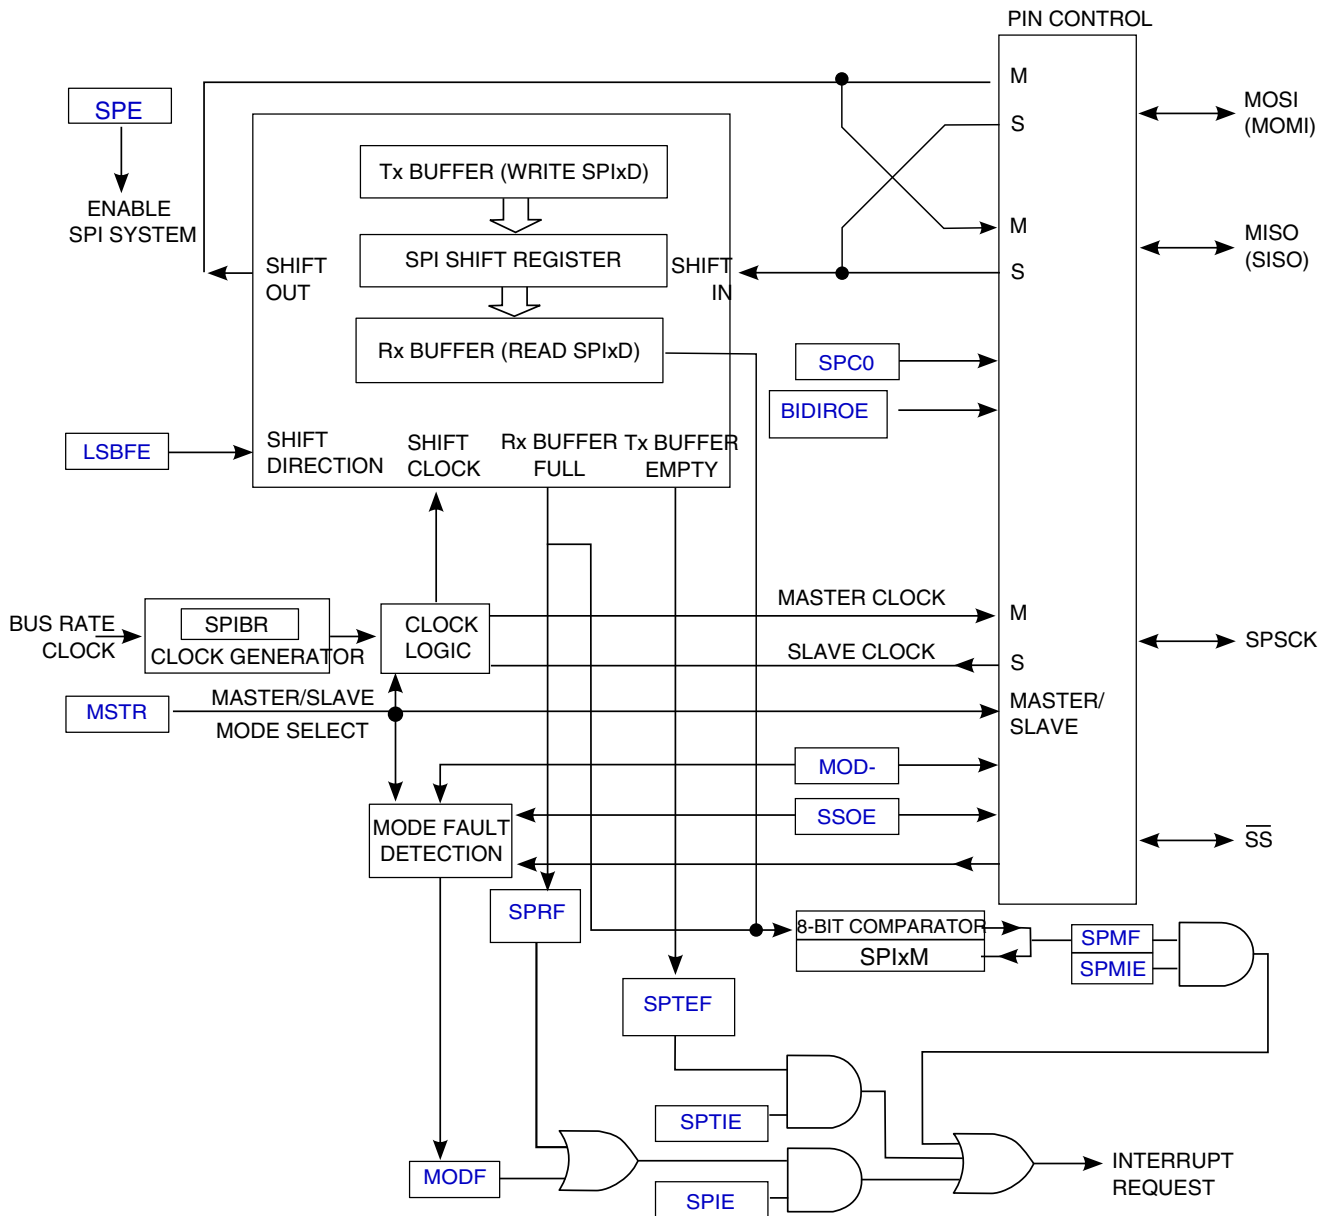 PIN CONTROL
M
MOSI
(MOMI)
S
SPE
ENABLE
SPI SYSTEM
Tx BUFFER (WRITE SPIxD)
SPI SHIFT REGISTER
Rx BUFFER (READ SPIxD)
SHIFT
OUT
SHIFT
IN
M
MISO
(SISO)
S
SPC0
BIDIROE
LSBFE
SHIFT
DIRECTION
SHIFT
CLOCK
Rx BUFFER
FULL
Tx BUFFER
EMPTY
BUS RATE
CLOCK
SPIBR
CLOCK GENERATOR
CLOCK
LOGIC
MASTER CLOCK
M
SLAVE CLOCK
S
SPSCK
MSTR
MASTER/SLAVE
MODE SELECT
MASTER/
SLAVE
MOD-
SSOE
MODE FAULT
DETECTION
SS
SPRF
8-BIT COMPARATOR
SPIxM
SPMF
SPMIE
SPTEF
SPTIE
MODF
SPIE
INTERRUPT
REQUEST